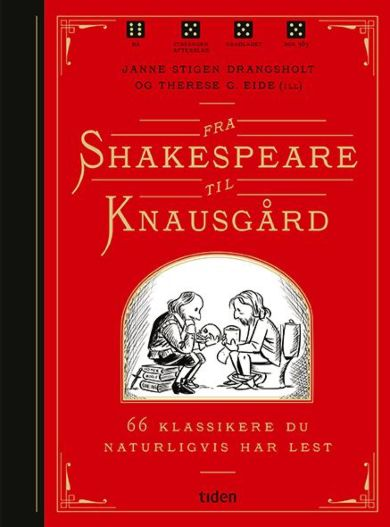 JANNE STIGEN DRANGSHOLT
OG THERESE G. EIDE (ILL)
FRA
SHAKESPEARE
TIL
KNAUSGÅRD
66 KLASSIKERE DU
NATURLIGVIS HAR LEST
tiden